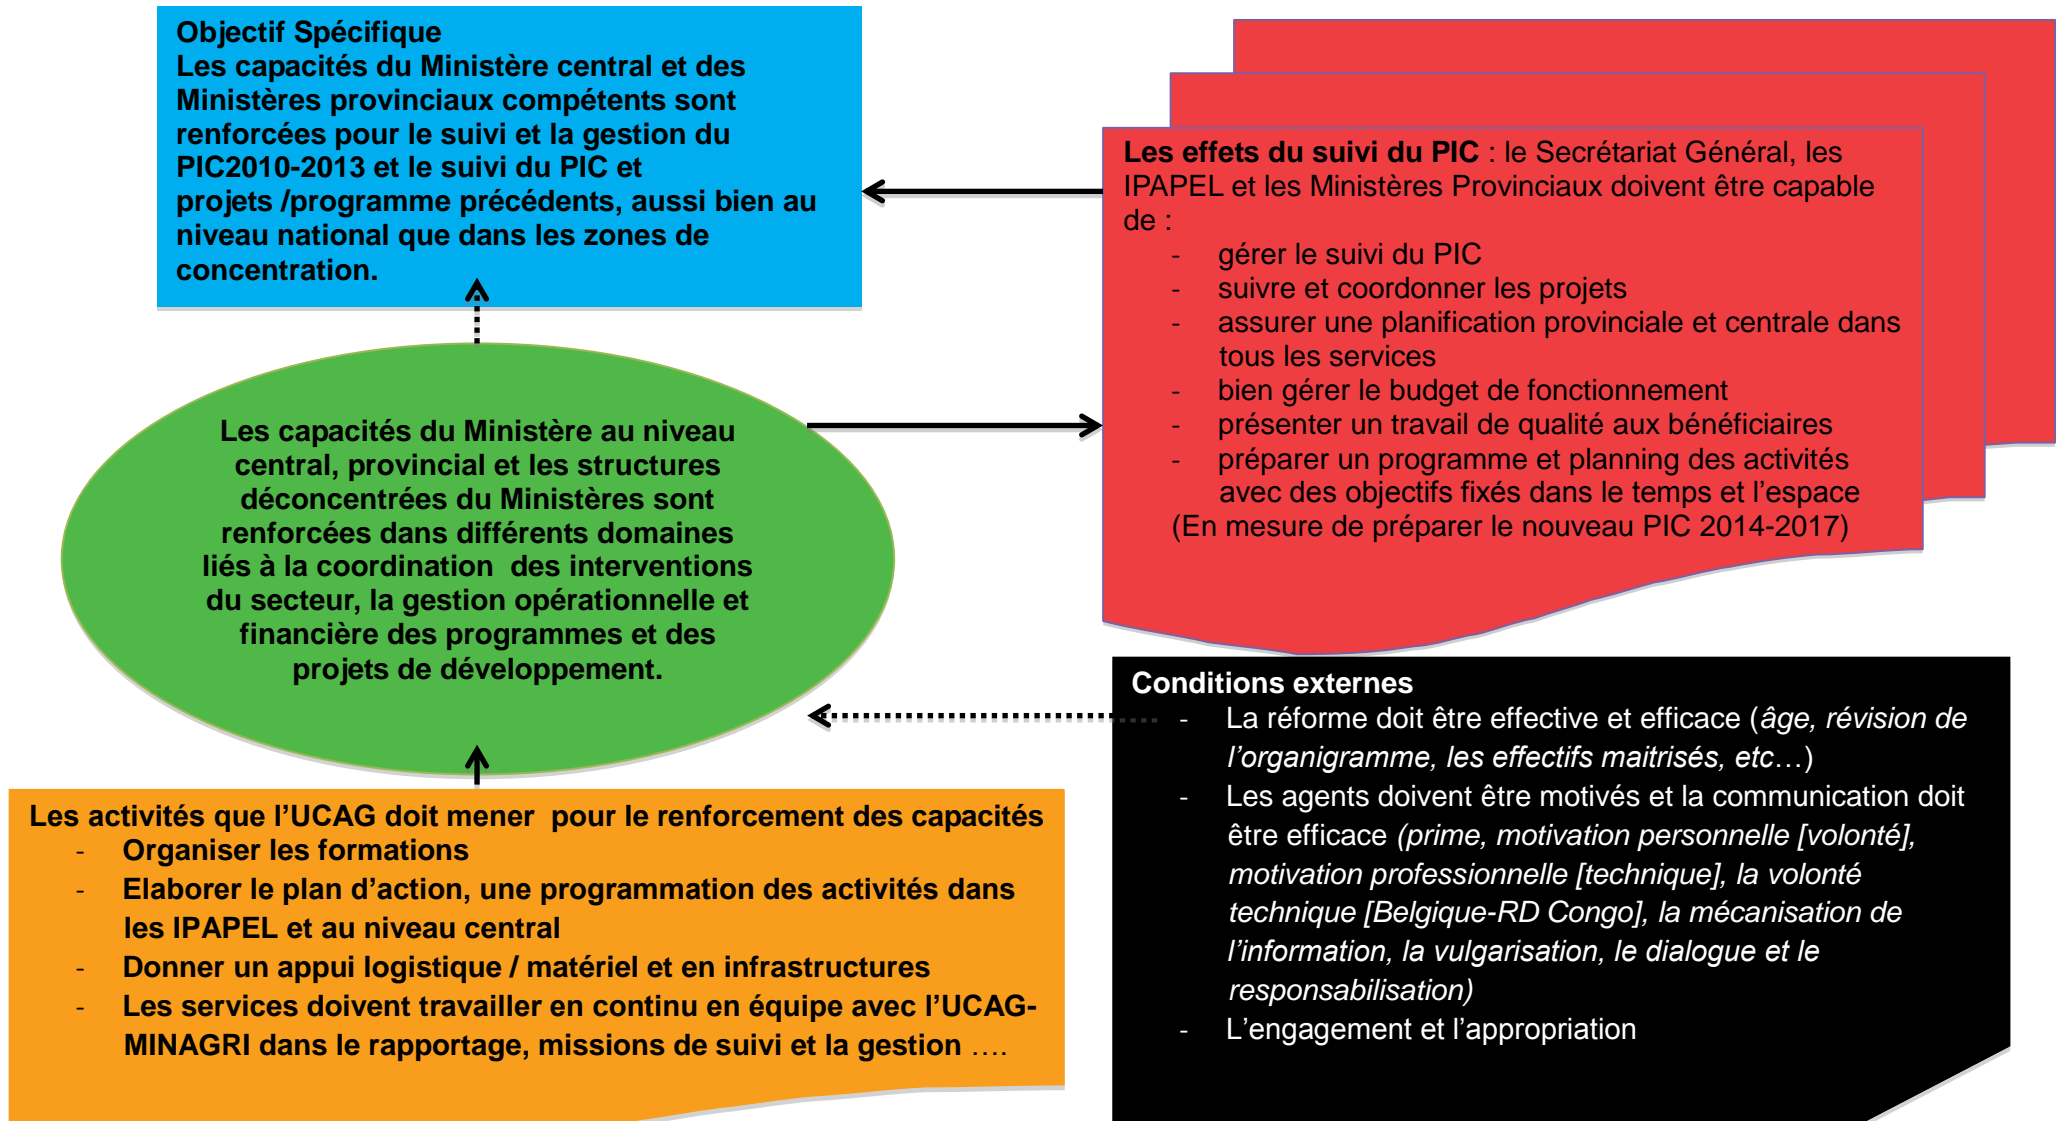 Objectif Spécifique
Les capacités du Ministère central et des
Ministères provinciaux compétents sont
renforcées pour le suivi et la gestion du
PIC2010-2013 et le suivi du PIC et
projets /programme précédents, aussi bien au
niveau national que dans les zones de
concentration.
Les effets du suivi du PIC : le Secrétariat Général, les
IPAPEL et les Ministères Provinciaux doivent être capable
de :
- gérer le suivi du PIC
- suivre et coordonner les projets
- assurer une planification provinciale et centrale dans
tous les services
- bien gérer le budget de fonctionnement
- présenter un travail de qualité aux bénéficiaires
- préparer un programme et planning des activités
avec des objectifs fixés dans le temps et l’espace
(En mesure de préparer le nouveau PIC 2014-2017)
Les capacités du Ministère au niveau
central, provincial et les structures
déconcentrées du Ministères sont
renforcées dans différents domaines
liés à la coordination des interventions
du secteur, la gestion opérationnelle et
financière des programmes et des
projets de développement.
Conditions externes
- La réforme doit être effective et efficace (âge, révision de
l’organigramme, les effectifs maitrisés, etc…)
- Les agents doivent être motivés et la communication doit
être efficace (prime, motivation personnelle [volonté],
motivation professionnelle [technique], la volonté
technique [Belgique-RD Congo], la mécanisation de
l’information, la vulgarisation, le dialogue et le
responsabilisation)
- L’engagement et l’appropriation
Les activités que l’UCAG doit mener pour le renforcement des capacités
- Organiser les formations
- Elaborer le plan d’action, une programmation des activités dans
les IPAPEL et au niveau central
- Donner un appui logistique / matériel et en infrastructures
- Les services doivent travailler en continu en équipe avec l’UCAG-
MINAGRI dans le rapportage, missions de suivi et la gestion ….